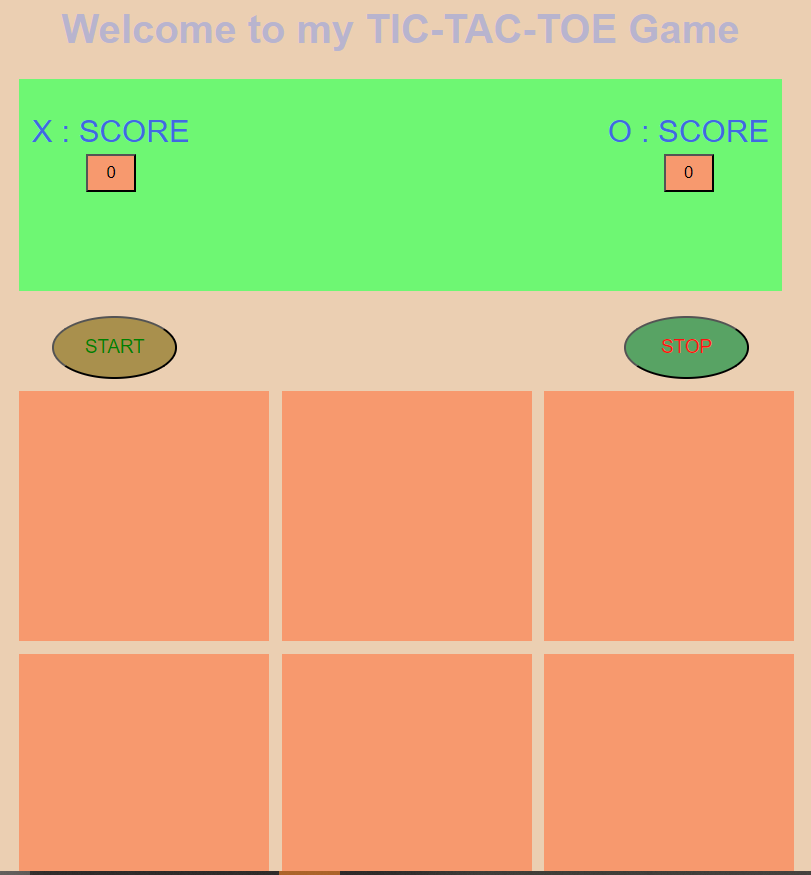 Welcome to my TIC-TAC-TOE Game
X : SCORE
O : SCORE
0
0
START
STOP